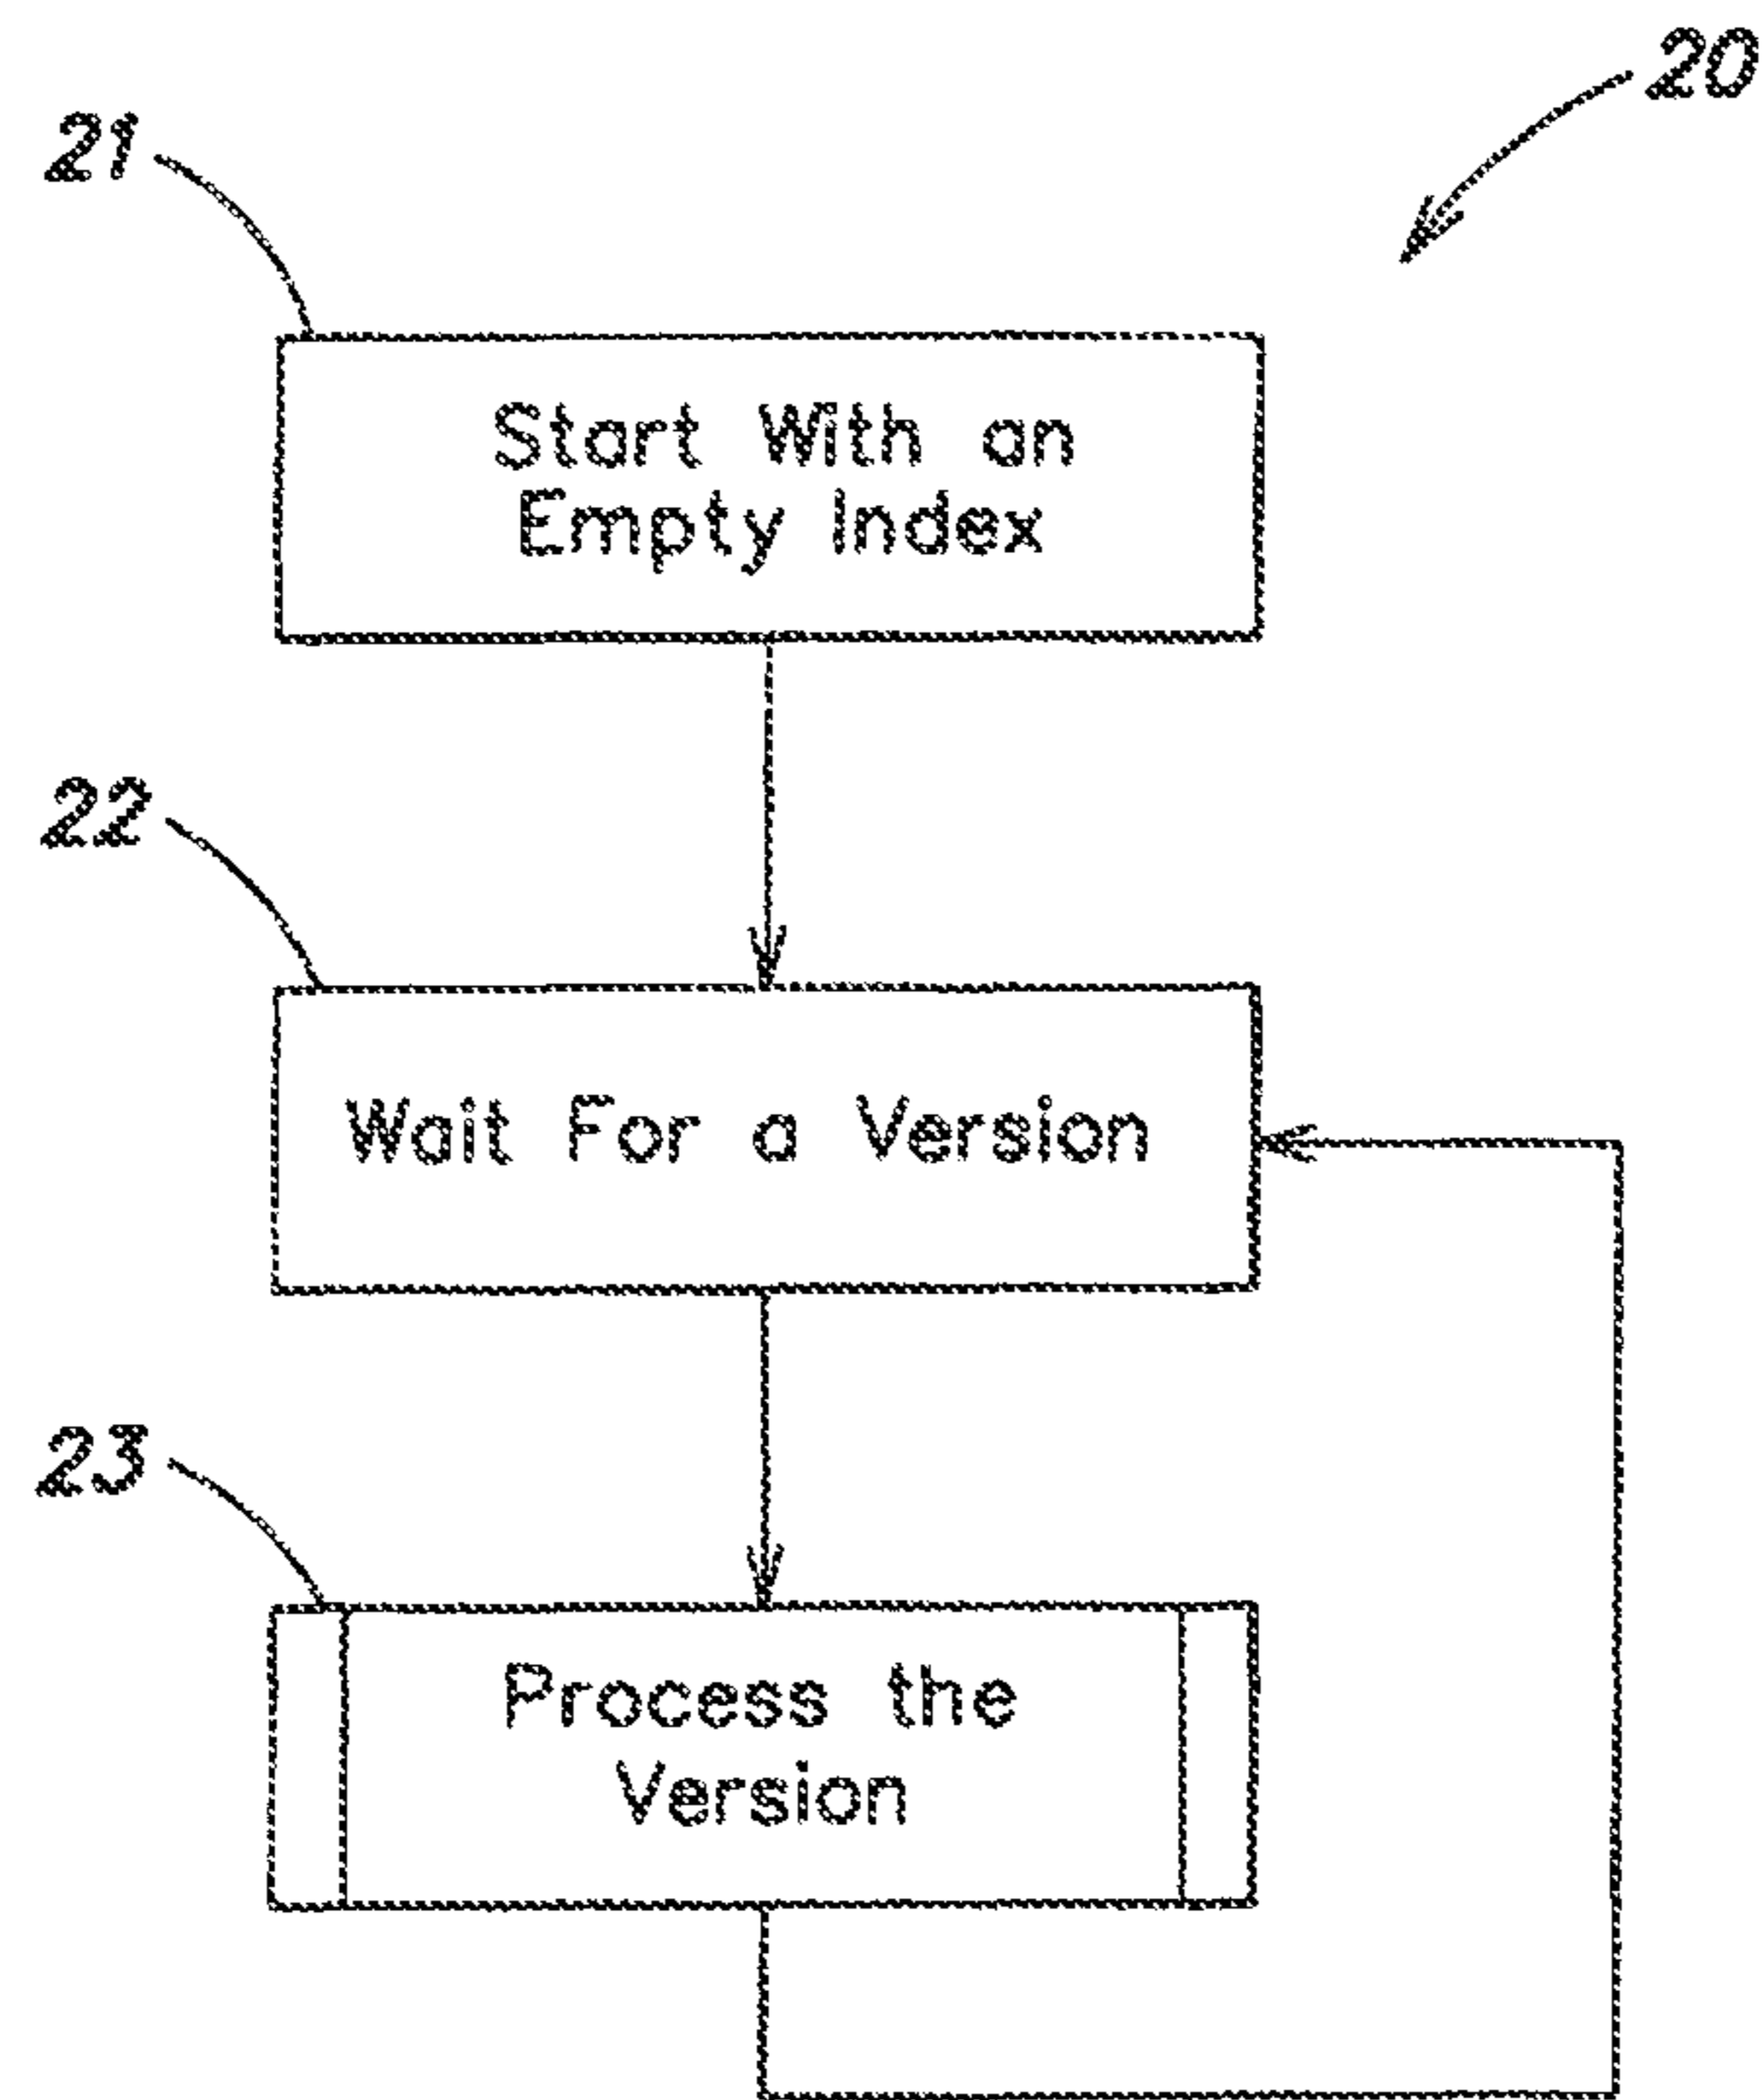 20
21
Start With an
Empty Index
22
Wait For a Version
23
Process the
Version